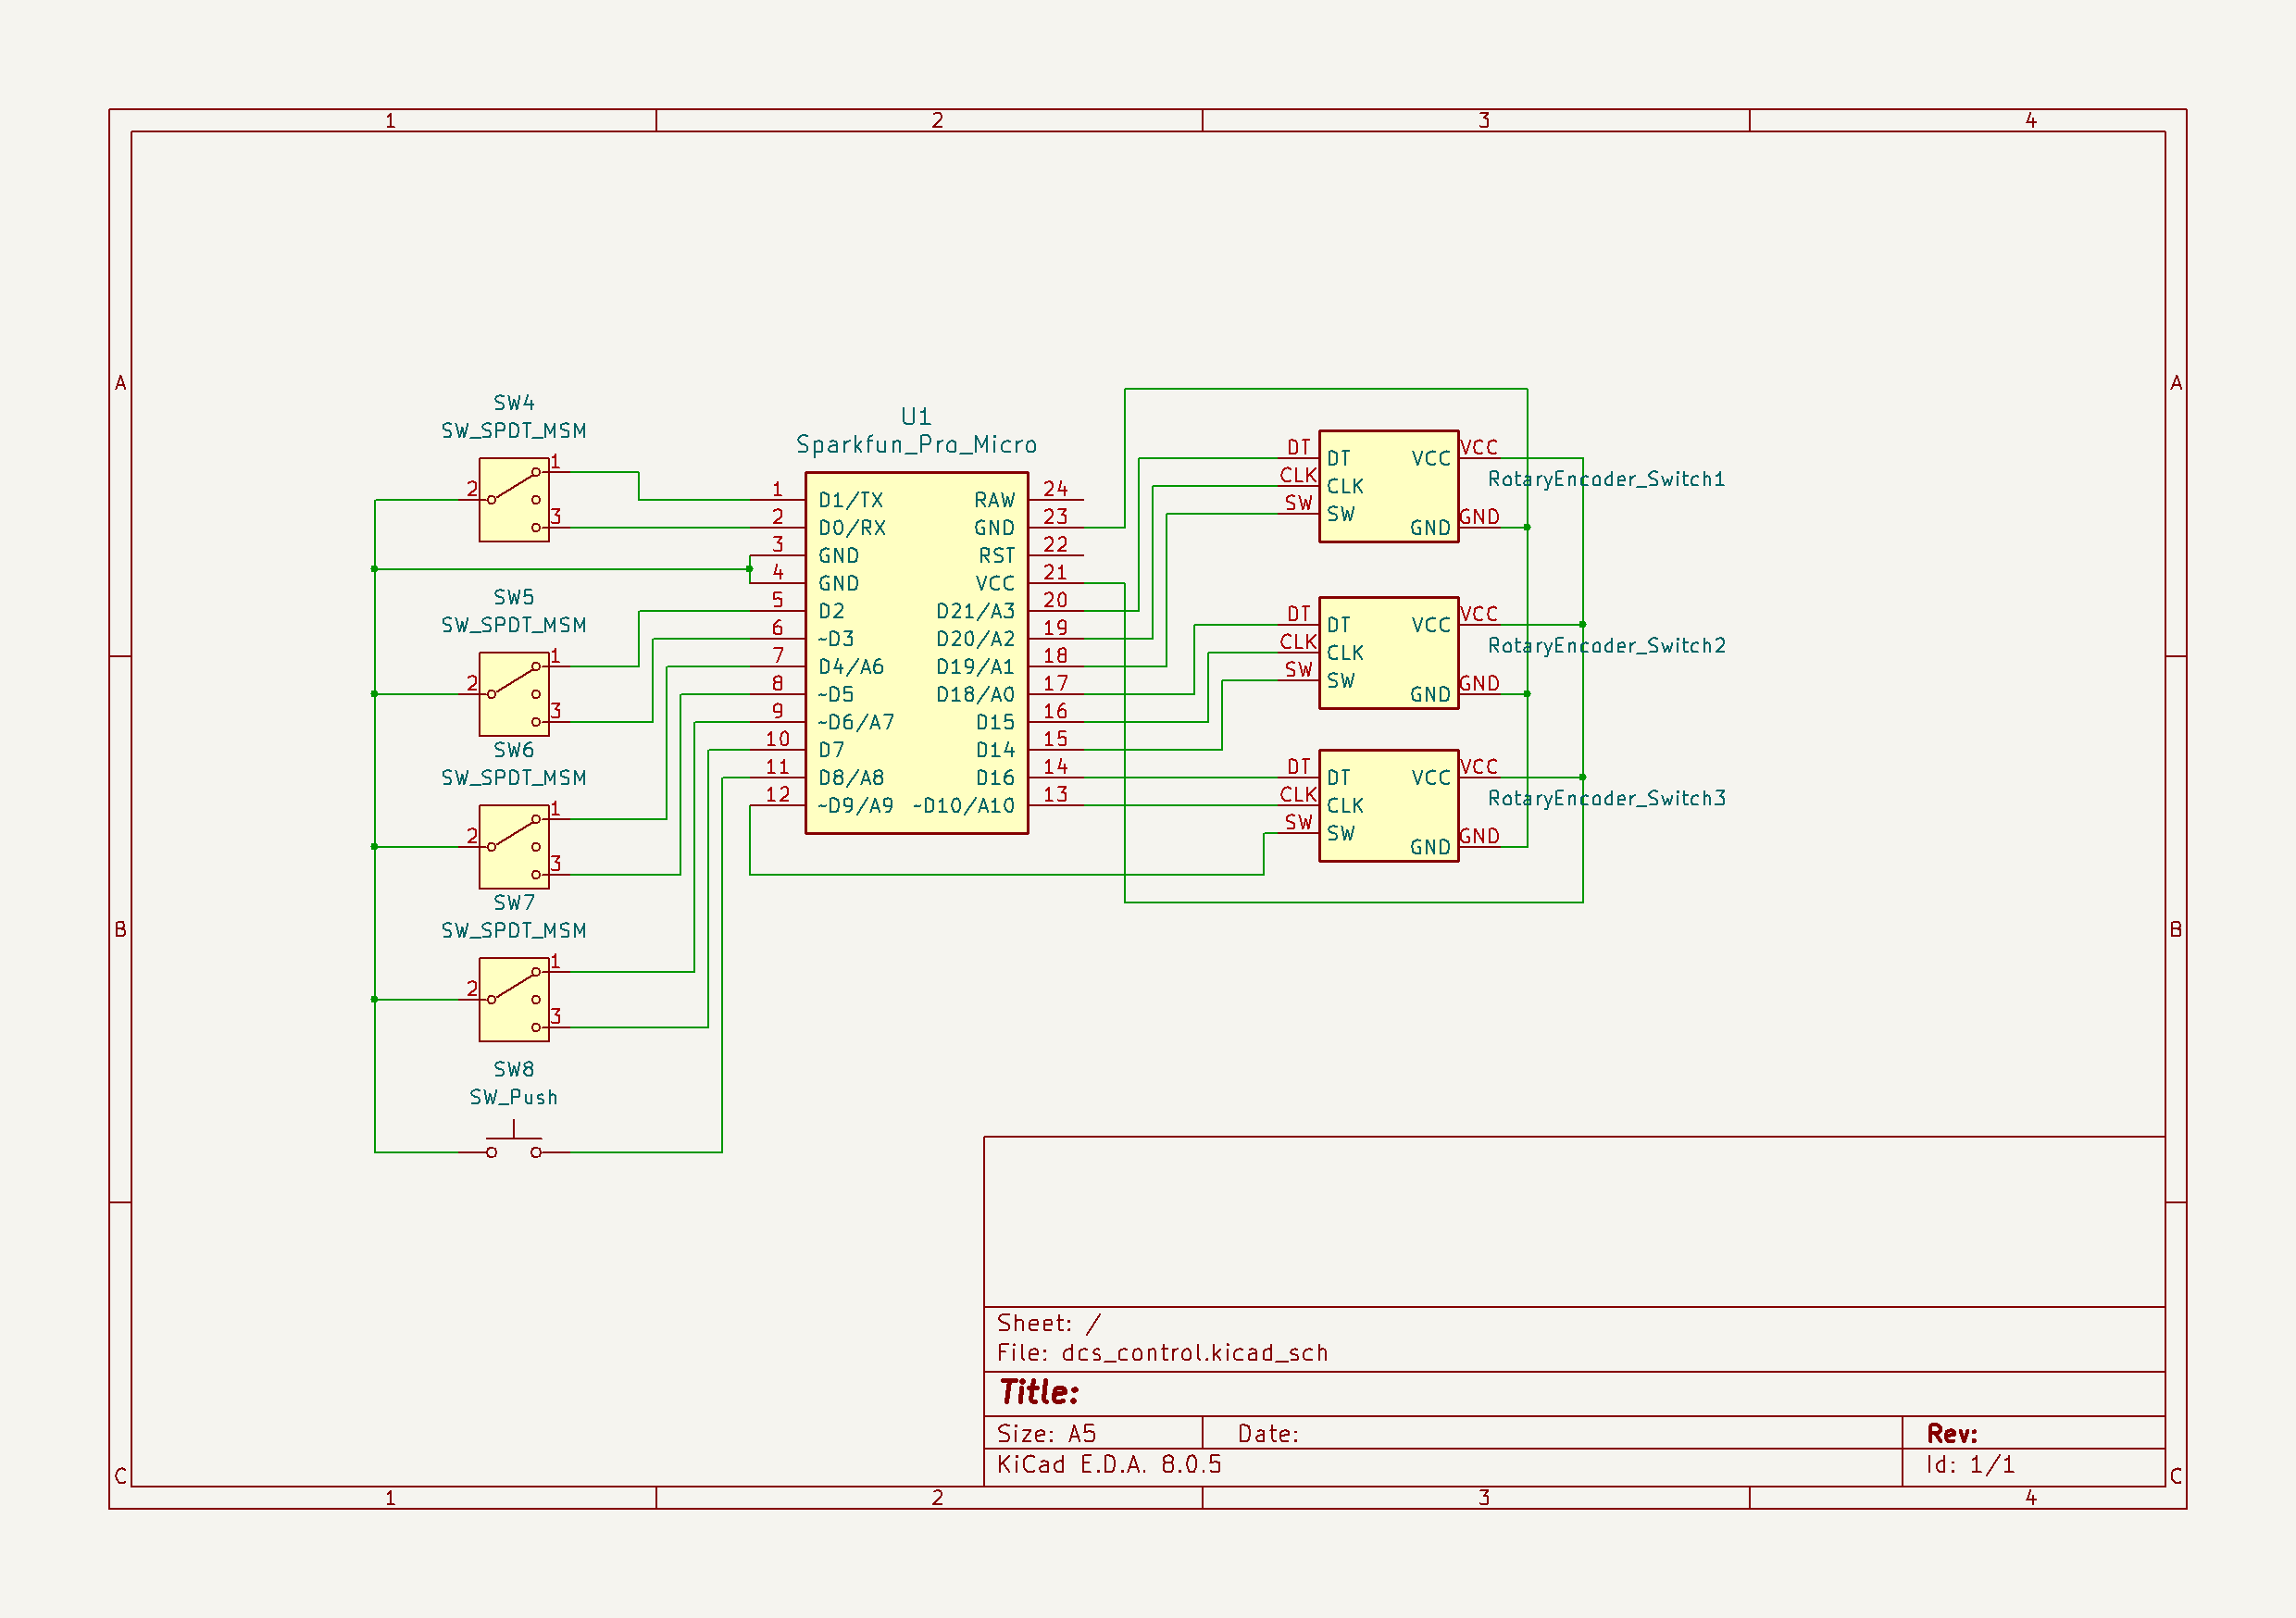 1 2 3 4
A A
SW4
SW_SPDT_MSM
1
2
3
SW5
SW_SPDT_MSM
1
2
3
SW6
SW_SPDT_MSM
1
2
3
SW7
SW_SPDT_MSM
1
2
3
SW8
SW_Push
U1
Sparkfun_Pro_Micro
1 D1/TX RAW 24
2 D0/RX GND 23
3 GND RST 22
4 GND VCC 21
5 D2 D21/A3 20
6 ~D3 D20/A2 19
7 D4/A6 D19/A1 18
8 ~D5 D18/A0 17
9 ~D6/A7 D15 16
10 D7 D14 15
11 D8/A8 D16 14
12 ~D9/A9 ~D10/A10 13
DT DT VCC VCC
RotaryEncoder_Switch1
CLK CLK
SW SW
GND GND
DT DT VCC VCC
RotaryEncoder_Switch2
CLK CLK
SW SW
GND GND
DT DT VCC VCC
RotaryEncoder_Switch3
CLK CLK
SW SW
GND GND
B B
Sheet: /
File: dcs_control.kicad_sch
Title:
Size: A5 Date: Rev:
KiCad E.D.A. 8.0.5 Id: 1/1
C C
1 2 3 4